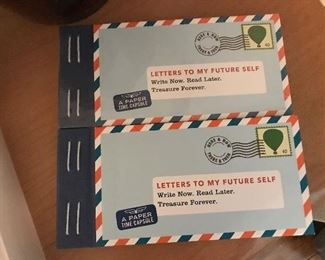 LETTERS TO MY FUTURE SELF
Write Now. Read Later.
Treasure Forever.
A PAPER
TIME CAPSULE
LETTERS TO MY FUTURE SELF
Write Now. Read Later.
Treasure Forever.
A PAPER
TIME CAPSULE